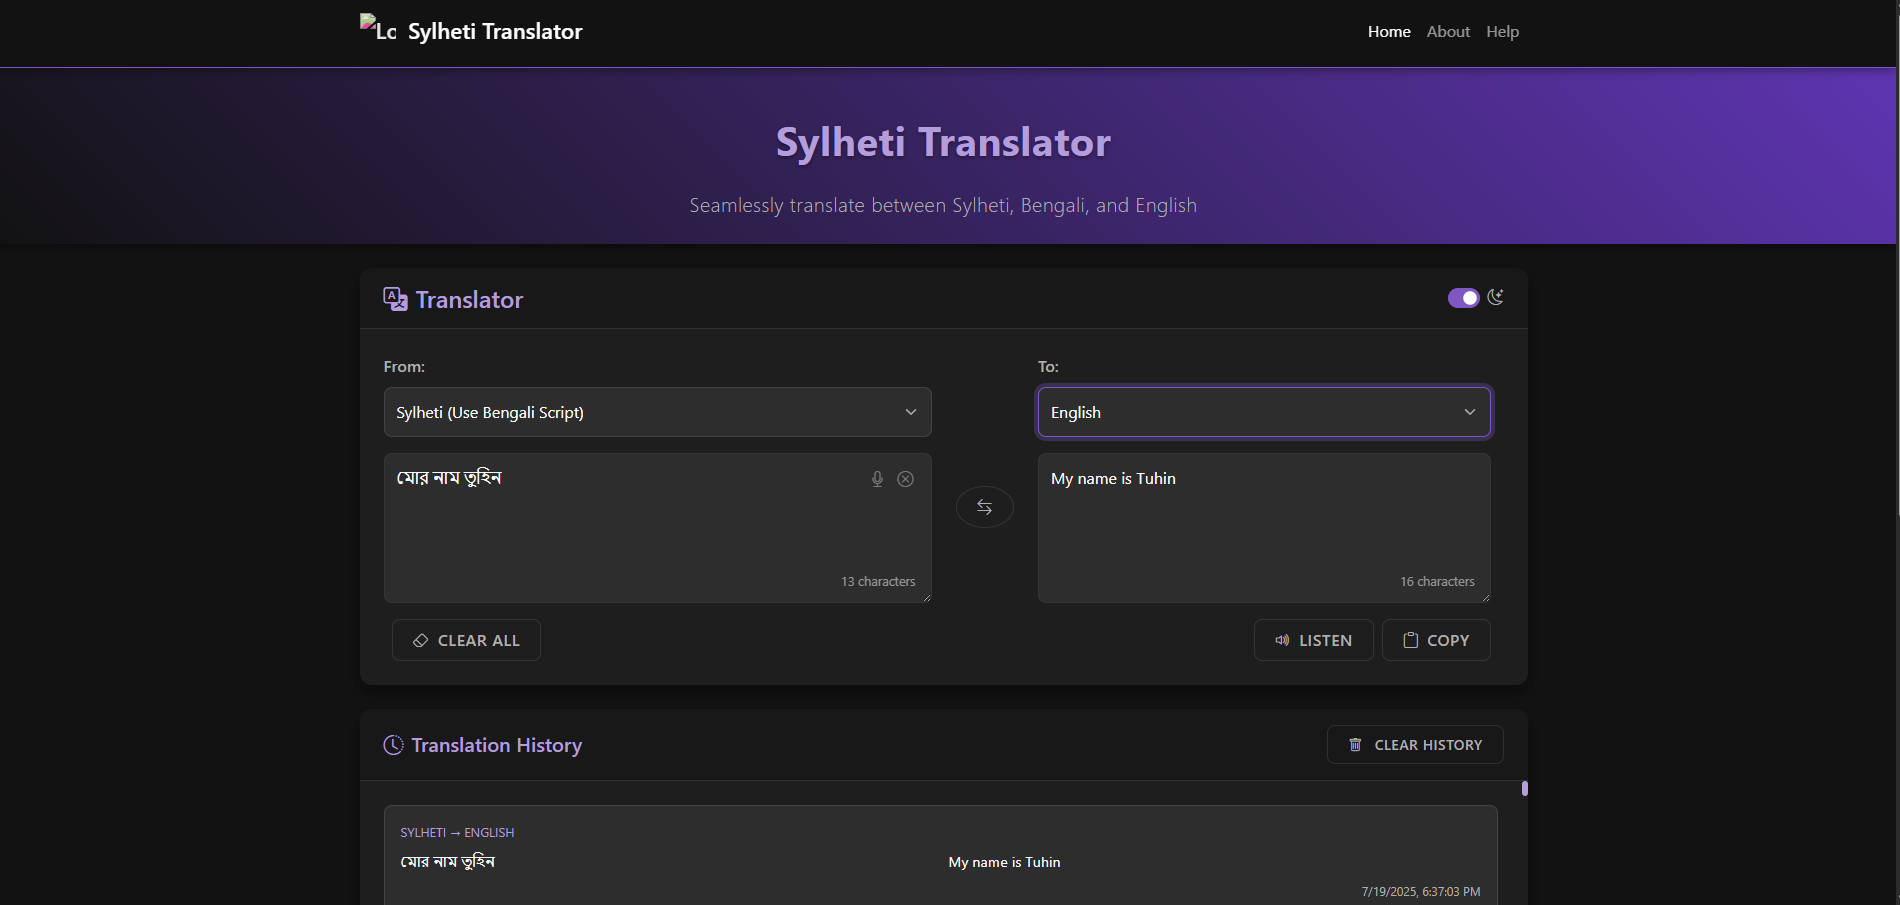 Lo Sylheti Translator
Home About Help
Sylheti Translator
Seamlessly translate between Sylheti, Bengali, and English
Translator
From:
To:
Sylheti (Use Bengali Script)
English
মোর নাম তুহিন
My name is Tuhin
13 characters
16 characters
CLEAR ALL
LISTEN
COPY
Translation History
CLEAR HISTORY
SYLHETI → ENGLISH
মোর নাম তুহিন
My name is Tuhin
7/19/2025, 6:37:03 PM